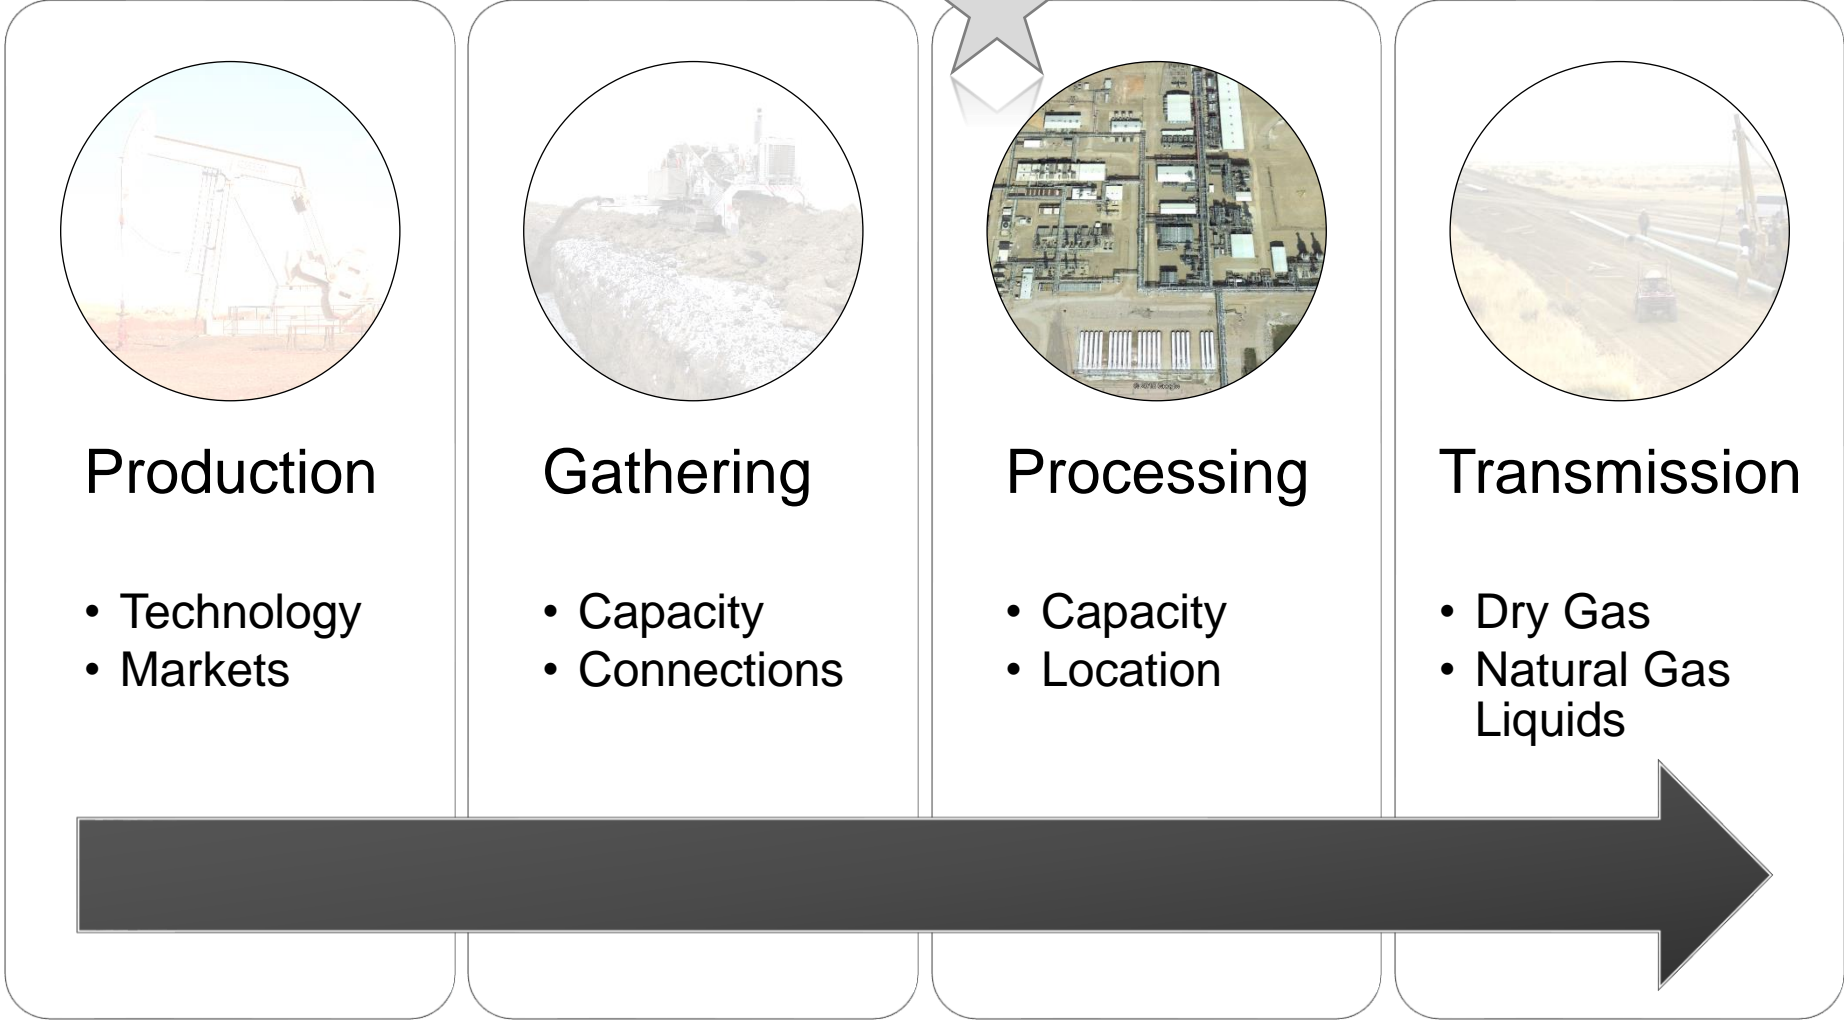 Production
• Technology
• Markets
Gathering
• Capacity
• Connections
Processing
• Capacity
• Location
Transmission
• Dry Gas
• Natural Gas
Liquids